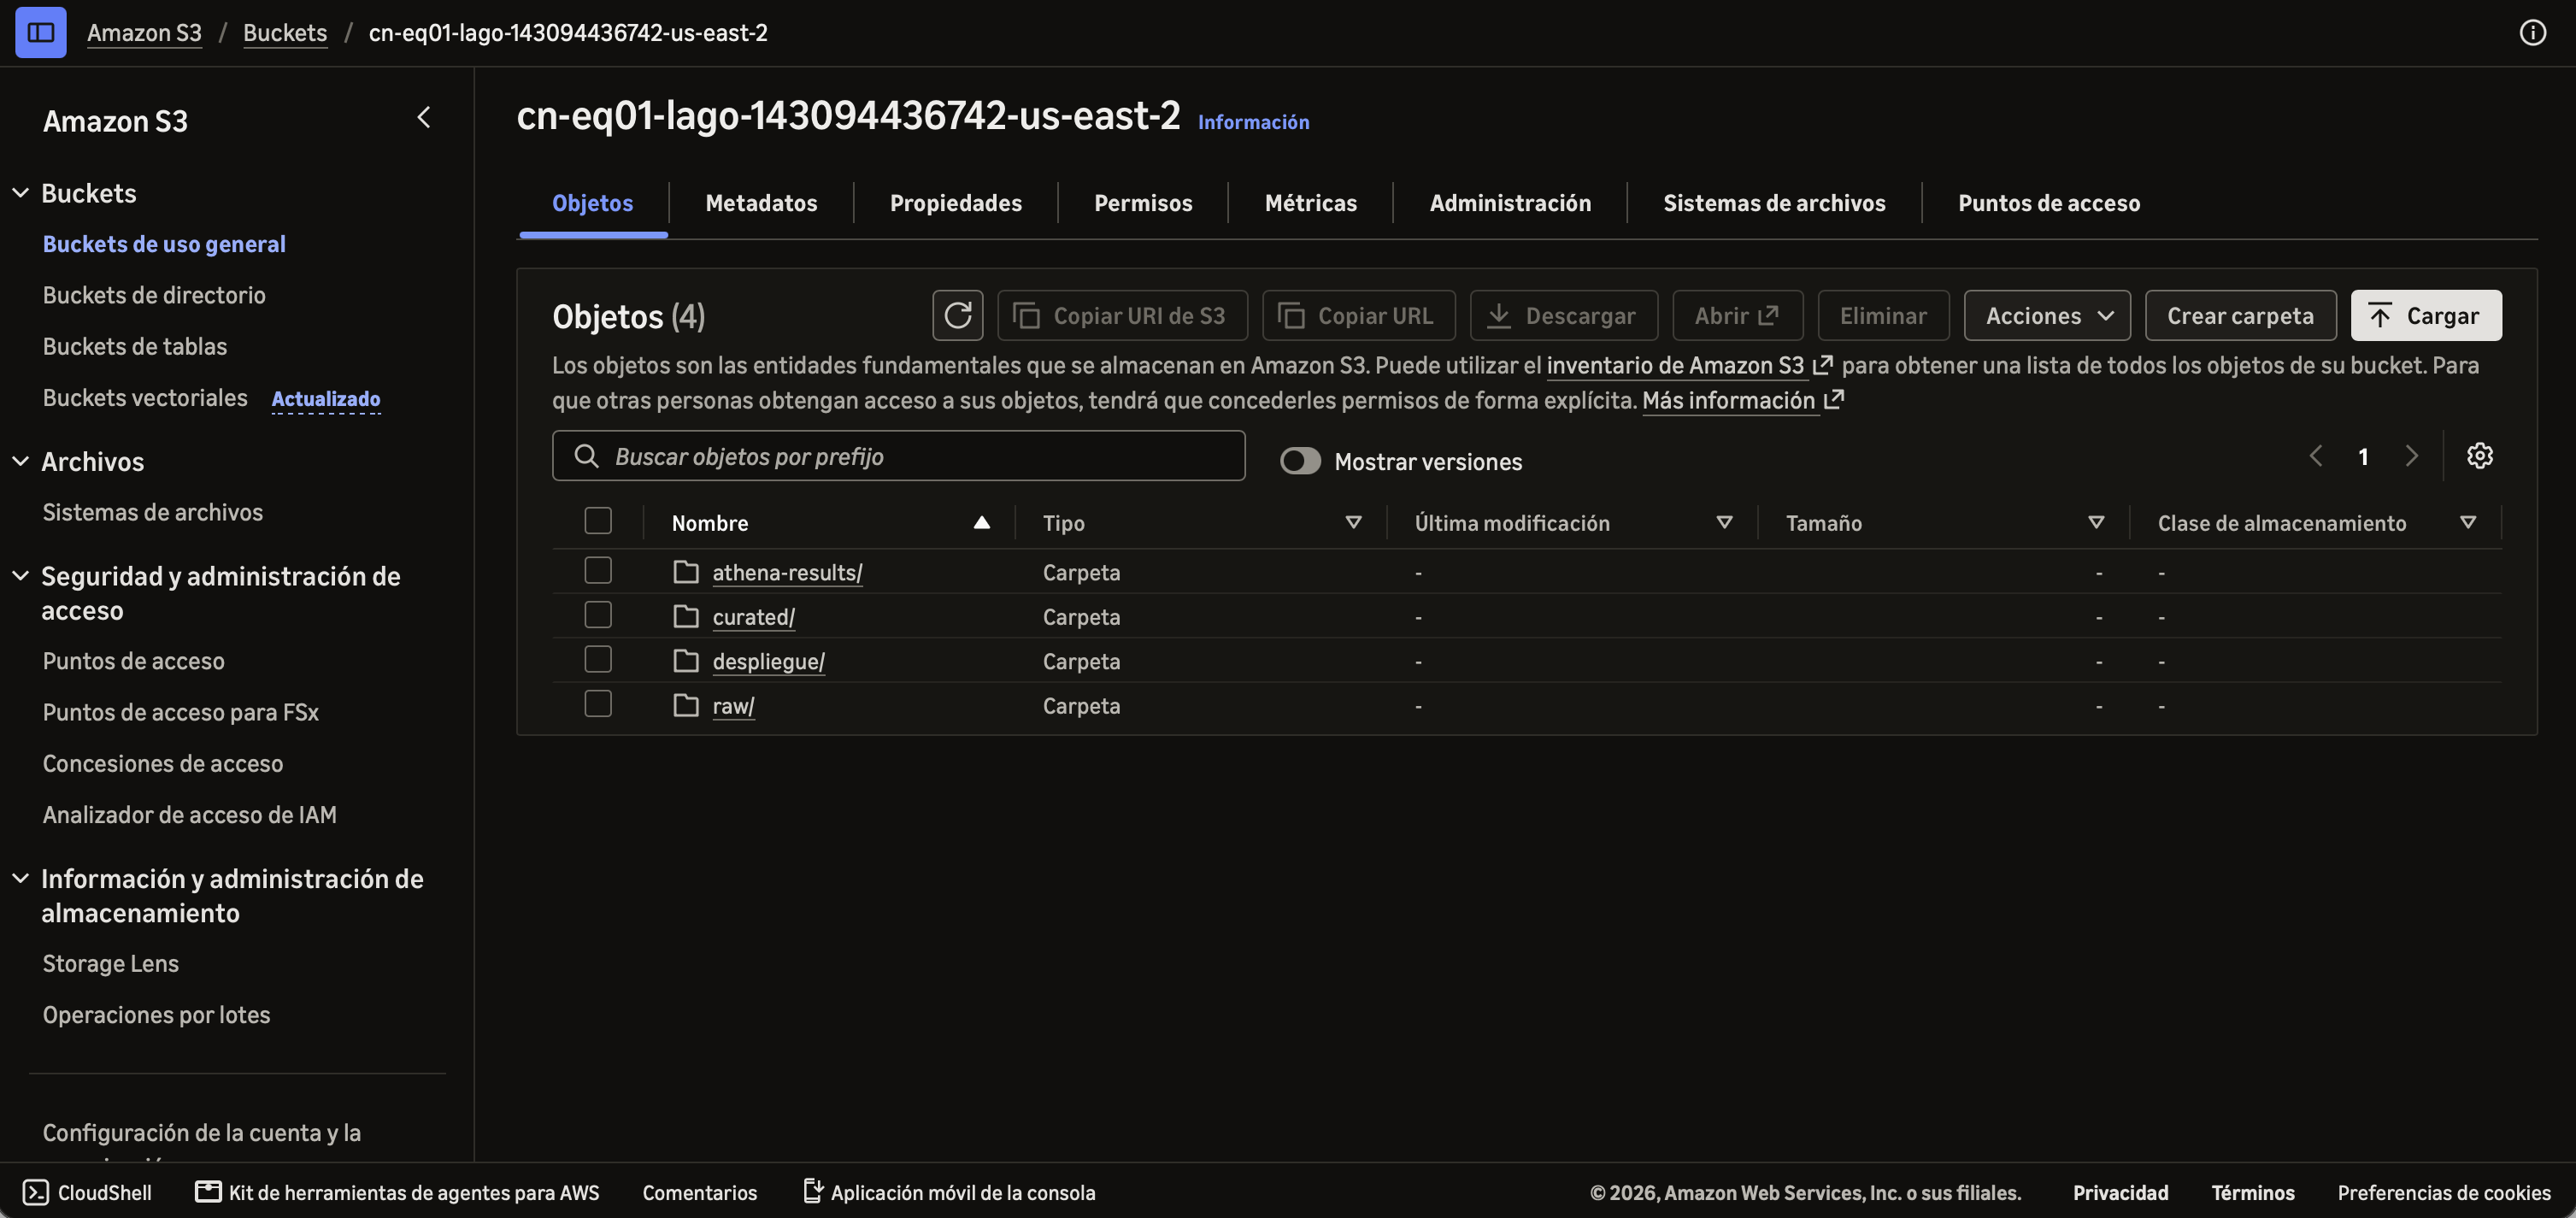 Amazon S3 / Buckets / cn-eq01-lago-143094436742-us-east-2
Amazon S3
Buckets
Buckets de uso general
Buckets de directorio
Buckets de tablas
Buckets vectoriales Actualizado
Archivos
Sistemas de archivos
Seguridad y administración de
acceso
Puntos de acceso
Puntos de acceso para FSx
Concesiones de acceso
Analizador de acceso de IAM
Información y administración de
almacenamiento
Storage Lens
Operaciones por lotes
Configuración de la cuenta y la
cn-eq01-lago-143094436742-us-east-2 Información
Objetos Metadatos Propiedades Permisos Métricas Administración Sistemas de archivos Puntos de acceso
Objetos (4) Copiar URI de S3 Copiar URL Descargar Abrir Eliminar Acciones Crear carpeta Cargar
Los objetos son las entidades fundamentales que se almacenan en Amazon S3. Puede utilizar el inventario de Amazon S3 para obtener una lista de todos los objetos de su bucket. Para
que otras personas obtengan acceso a sus objetos, tendrá que concederles permisos de forma explícita. Más información
Buscar objetos por prefijo Mostrar versiones 1
Nombre Tipo Última modificación Tamaño Clase de almacenamiento
athena-results/ Carpeta - - -
curated/ Carpeta - - -
despliegue/ Carpeta - - -
raw/ Carpeta - - -
CloudShell Kit de herramientas de agentes para AWS Comentarios Aplicación móvil de la consola © 2026, Amazon Web Services, Inc. o sus filiales. Privacidad Términos Preferencias de cookies